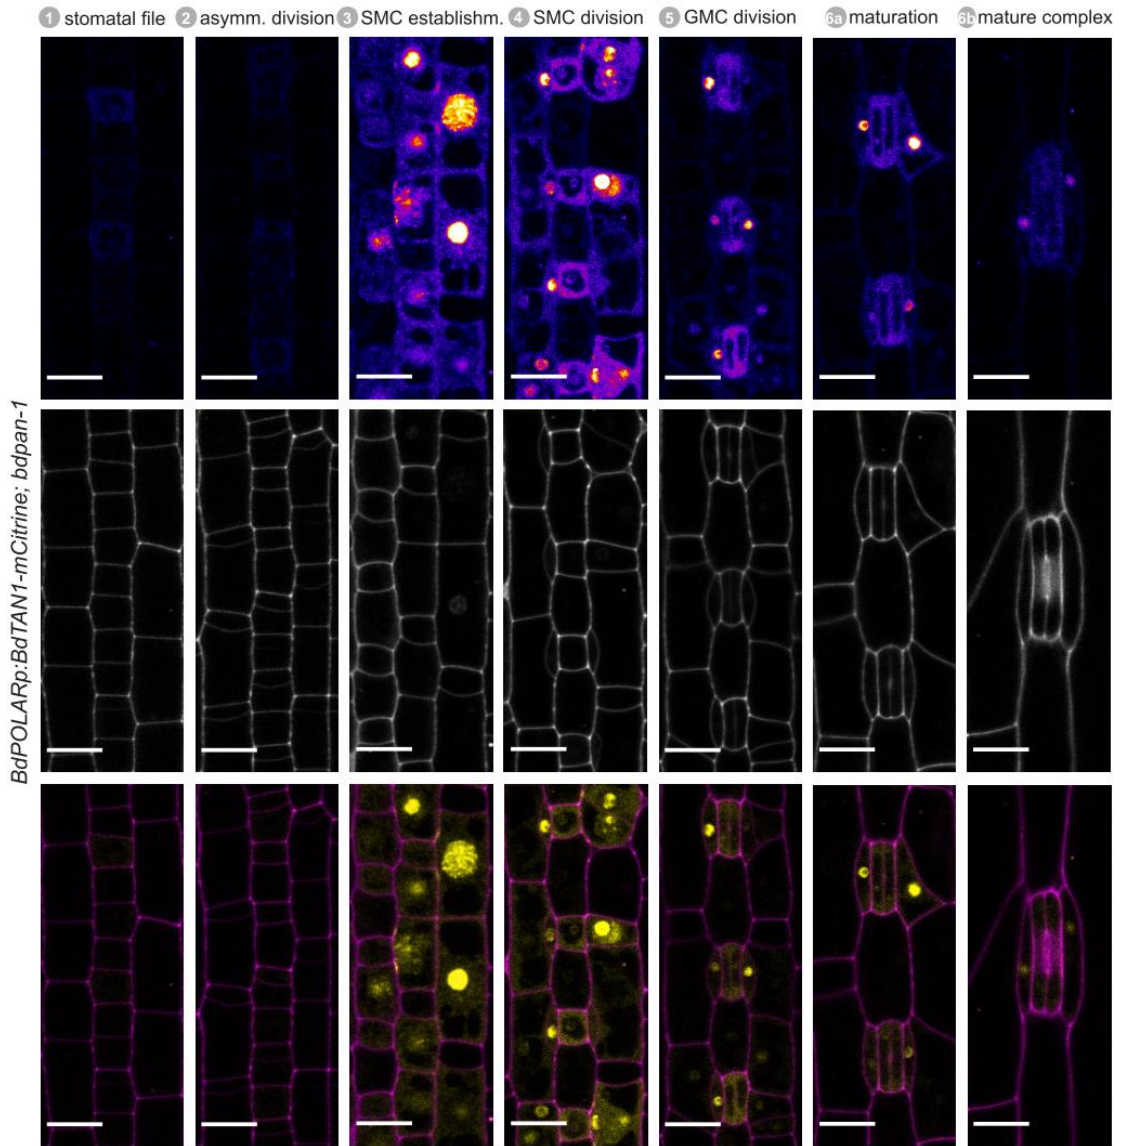 1 stomatal file 2 asymm. division 3 SMC establishm. 4 SMC division 5 GMC division 6a maturation 6b mature complex
BdPOLARp:BdTAN1-mCitrine; bdpan-1